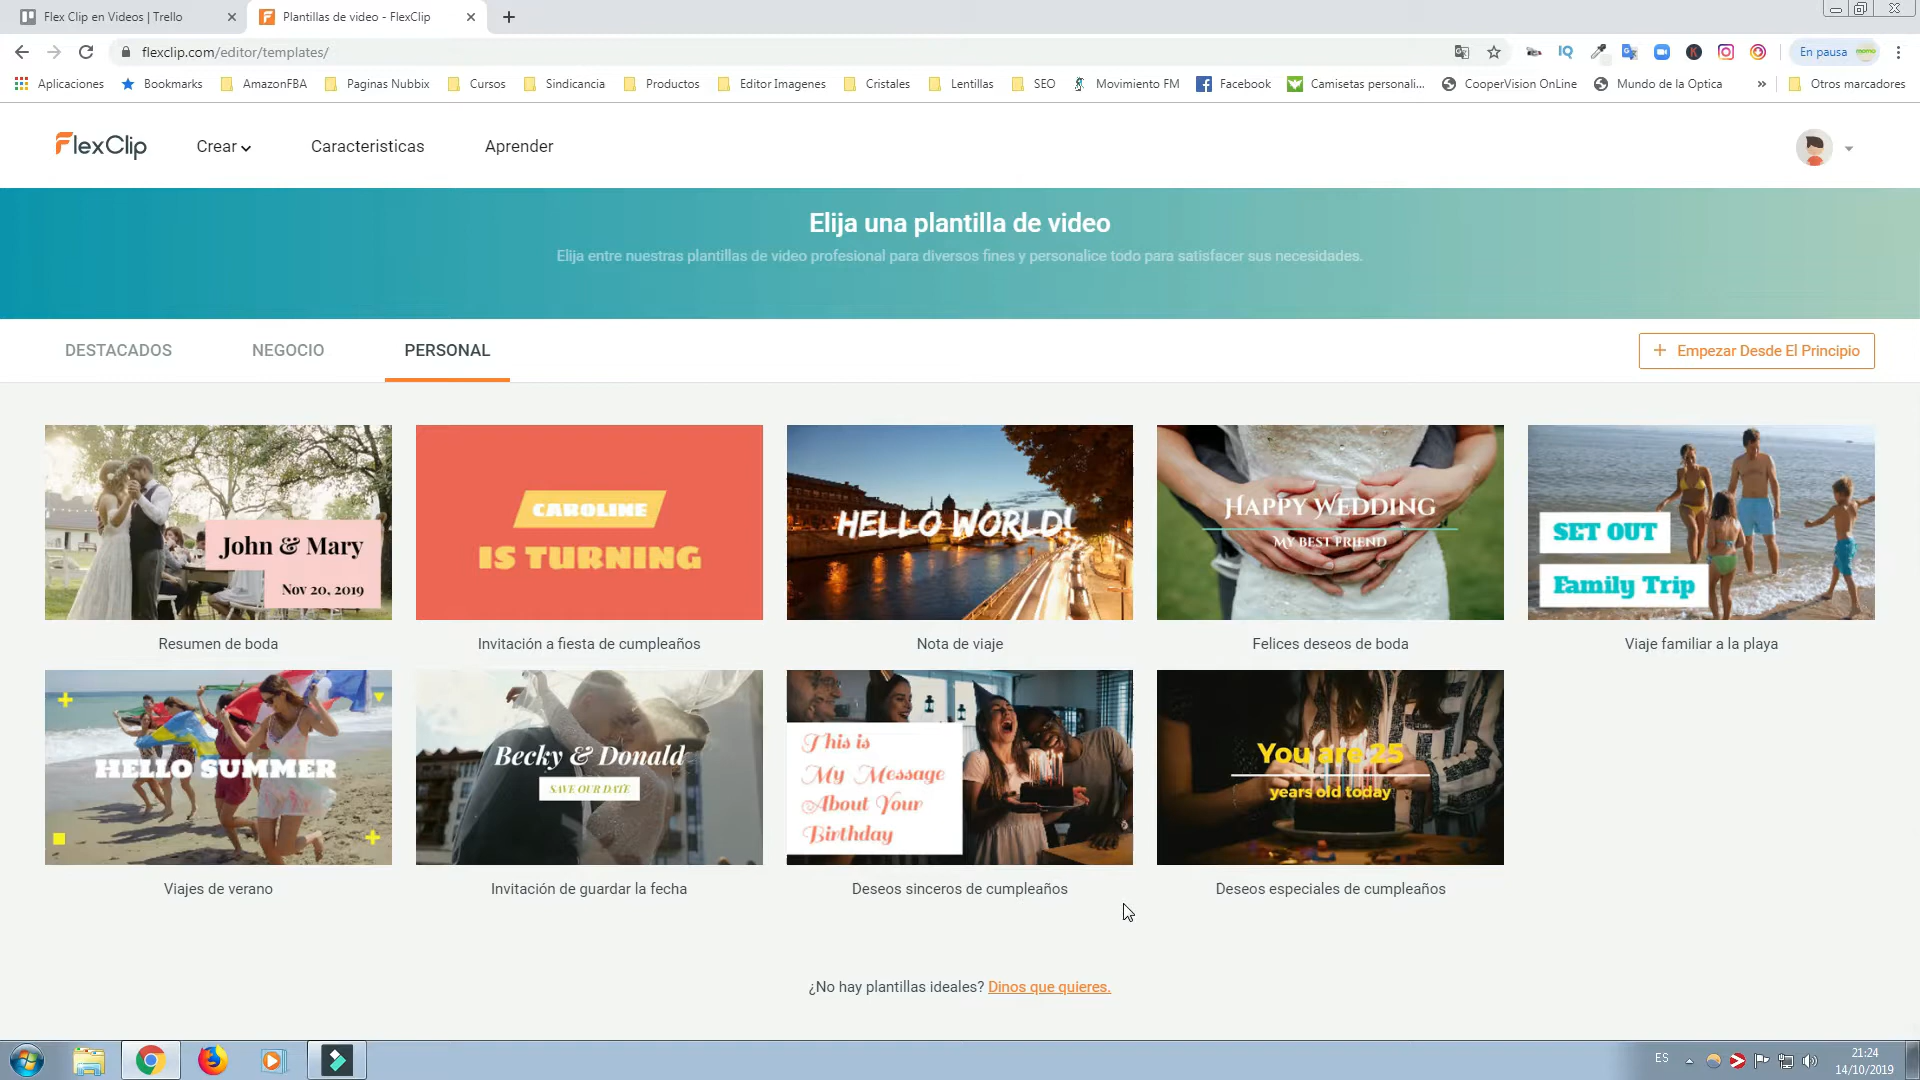 Flex Clip en Videos | Trello
Plantillas de video - FlexClip
flexclip.com/editor/templates/
En pausa
Aplicaciones
Bookmarks
AmazonFBA
Paginas Nubbix
Cursos
Sindicancia
Productos
Editor Imagenes
Cristales
Lentillas
SEO
Movimiento FM
Facebook
Camisetas personali...
CooperVision OnLine
Mundo de la Optica
»
Otros marcadores
FlexClip
Crear
Caracteristicas
Aprender
Elija una plantilla de video
Elija entre nuestras plantillas de video profesional para diversos fines y personalice todo para satisfacer sus necesidades.
DESTACADOS
NEGOCIO
PERSONAL
+ Empezar Desde El Principio
John & Mary
Nov 20, 2019
CAROLINE
IS TURNING
HELLO WORLD!
HAPPY WEDDING
MY BEST FRIEND
SET OUT
Family Trip
Resumen de boda
Invitación a fiesta de cumpleaños
Nota de viaje
Felices deseos de boda
Viaje familiar a la playa
HELLO SUMMER
Becky & Donald
SAVE OUR DATE
This is
My Message
About Your
Birthday
You are 25
years old today
Viajes de verano
Invitación de guardar la fecha
Deseos sinceros de cumpleaños
Deseos especiales de cumpleaños
¿No hay plantillas ideales? Dinos que quieres.
ES
21:24
14/10/2019